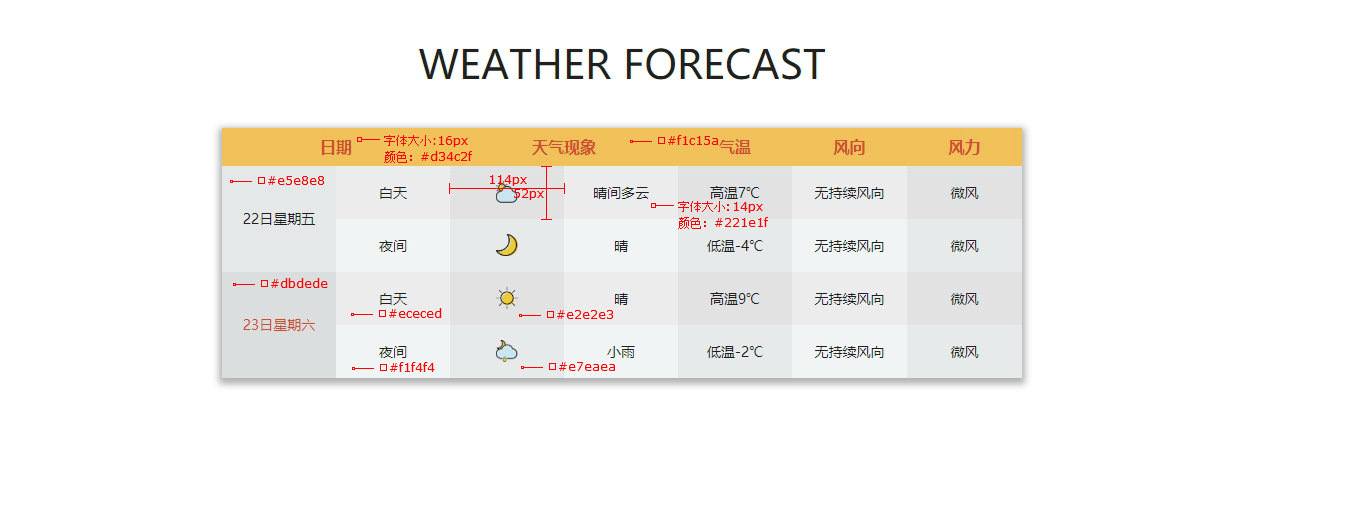 WEATHER FORECAST
日期
字体大小:16px
颜色: #d34c2f
天气现象
#f1c15a
气温
风向
风力
#e5e8e8
22日星期五
白天
114px
52px
晴间多云
高温7℃
字体大小:14px
颜色: #221e1f
无持续风向
微风
夜间
晴
低温-4℃
无持续风向
微风
#dbdede
23日星期六
白天
#ececed
晴
#e2e2e3
高温9℃
无持续风向
微风
夜间
#f1f4f4
小雨
#e7eaea
低温-2℃
无持续风向
微风